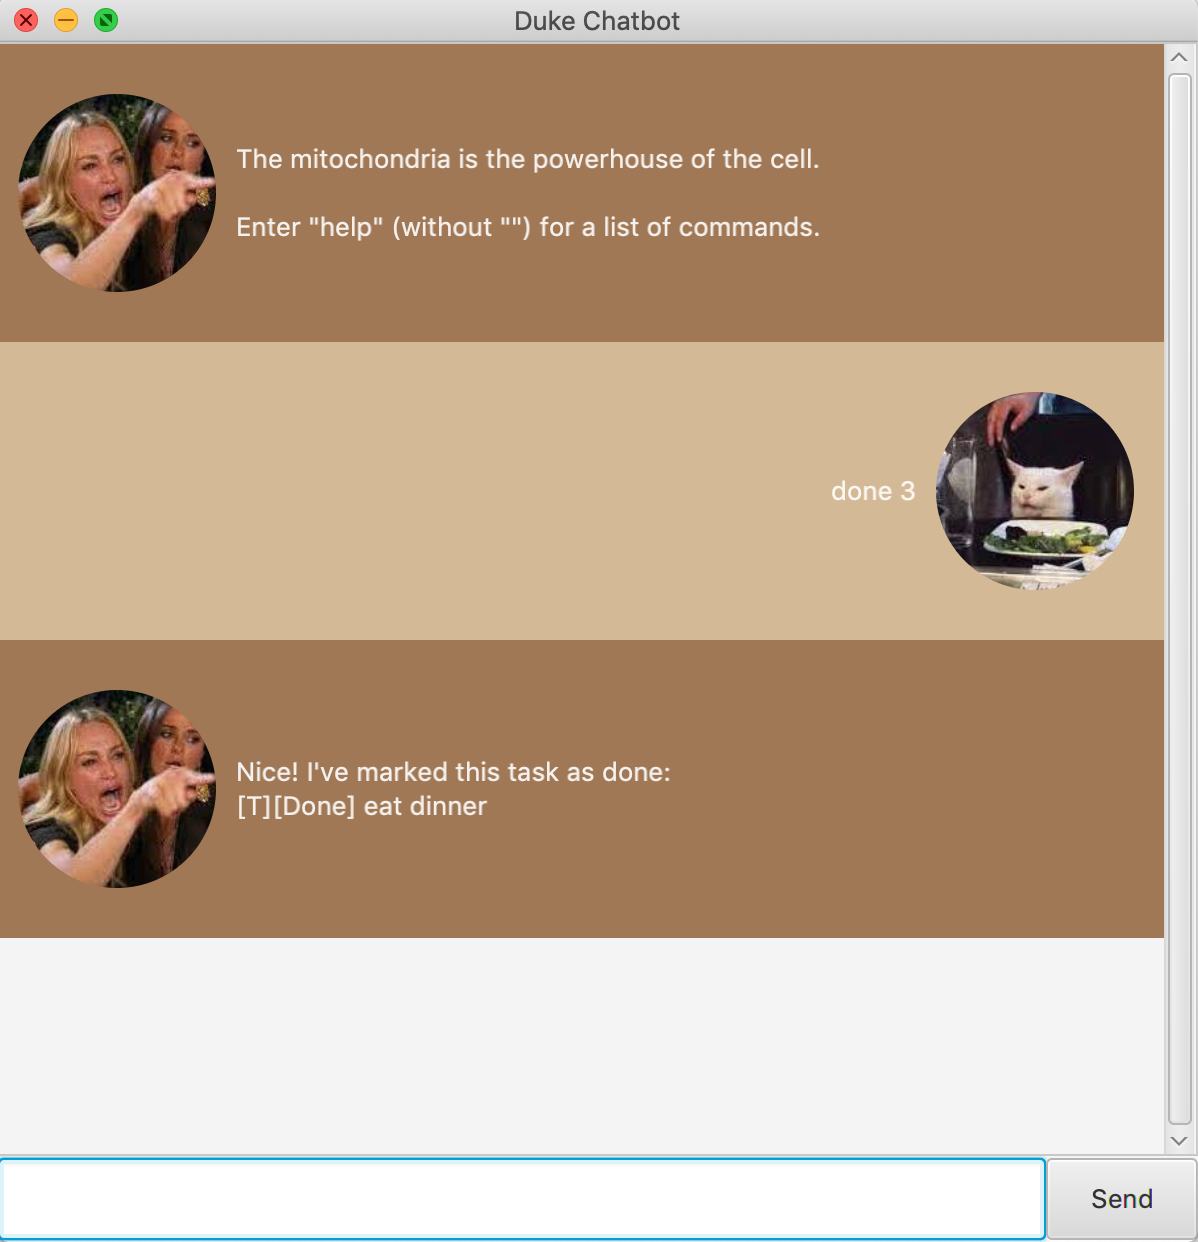 Duke Chatbot
The mitochondria is the powerhouse of the cell.
Enter "help" (without "") for a list of commands.
done 3
Nice! I've marked this task as done:
[T][Done] eat dinner
Send